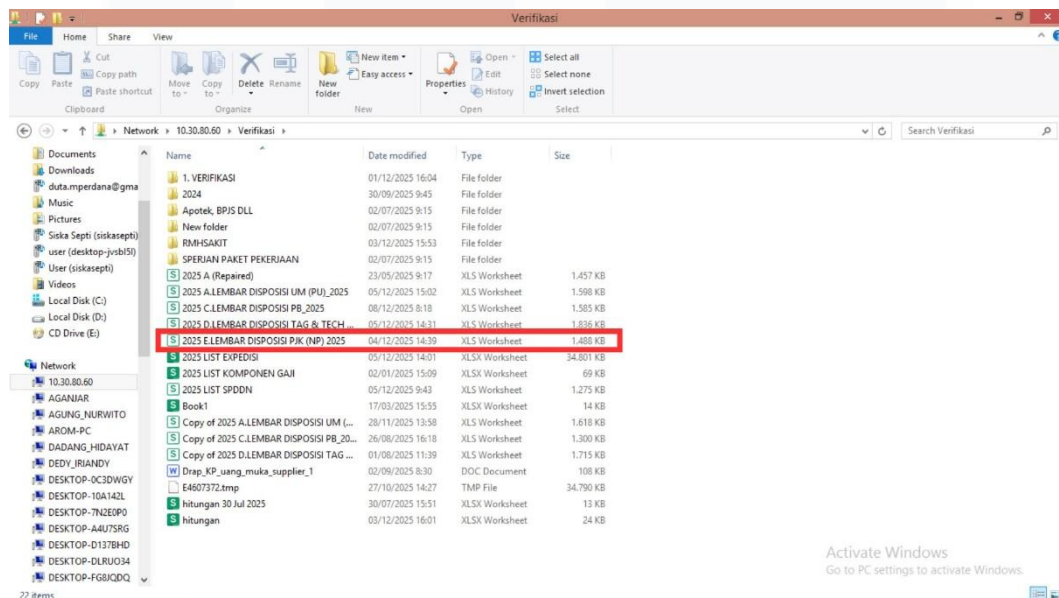 Verifikasi
File Home Share View
Copy Paste Cut Copy path Paste shortcut
Move to Copy to Delete Rename
New folder New item Easy access
Properties Open Edit History
Select all Select none Invert selection
Clipboard Organize New Open Select
Network 10.30.80.60 Verifikasi Search Verifikasi
Documents
Downloads
duta.mperdana@gma
Music
Pictures
Siska Septi (siskasepti)
user (desktop-jvsbl5l)
User (siskasepti)
Videos
Local Disk (C:)
Local Disk (D:)
CD Drive (E:)
Network
10.30.80.60
AGANJAR
AGUNG_NURWITO
AROM-PC
DADANG_HIDAYAT
DEDY_IRIANDY
DESKTOP-0C3DWGY
DESKTOP-10A142L
DESKTOP-7N2E0P0
DESKTOP-A4U7SRG
DESKTOP-D137BHD
DESKTOP-DLRUO34
DESKTOP-FG8JQDQ
Name Date modified Type Size
1. VERIFIKASI 01/12/2025 16:04 File folder
2024 30/09/2025 9:45 File folder
Apotek, BPJS DLL 02/07/2025 9:15 File folder
New folder 02/07/2025 9:15 File folder
RMHSAKIT 03/12/2025 15:53 File folder
SPERJAN PAKET PEKERJAAN 02/07/2025 9:15 File folder
2025 A (Repaired) 23/05/2025 9:17 XLS Worksheet 1.457 KB
2025 A.LEMBAR DISPOSISI UM (PU)_2025 05/12/2025 15:02 XLS Worksheet 1.598 KB
2025 C.LEMBAR DISPOSISI PB_2025 08/12/2025 8:18 XLS Worksheet 1.585 KB
2025 D.LEMBAR DISPOSISI TAG & TECH ... 05/12/2025 14:31 XLS Worksheet 1.836 KB
2025 E.LEMBAR DISPOSISI PJK (NP) 2025 04/12/2025 14:39 XLS Worksheet 1.488 KB
2025 LIST EXPEDISI 05/12/2025 14:01 XLSX Worksheet 34.801 KB
2025 LIST KOMPONEN GAJI 02/01/2025 15:09 XLSX Worksheet 69 KB
2025 LIST SPDDN 05/12/2025 9:43 XLS Worksheet 1.275 KB
Book1 17/03/2025 15:55 XLSX Worksheet 14 KB
Copy of 2025 A.LEMBAR DISPOSISI UM (... 28/11/2025 13:58 XLS Worksheet 1.618 KB
Copy of 2025 C.LEMBAR DISPOSISI PB_20... 26/08/2025 16:18 XLS Worksheet 1.300 KB
Copy of 2025 D.LEMBAR DISPOSISI TAG ... 01/08/2025 11:39 XLS Worksheet 1.715 KB
Drap_KP_uang_muka_supplier_1 02/09/2025 8:30 DOC Document 108 KB
E4607372.tmp 27/10/2025 14:27 TMP File 34.790 KB
hitungan 30 Jul 2025 30/07/2025 15:51 XLSX Worksheet 13 KB
hitungan 03/12/2025 16:01 XLSX Worksheet 24 KB
Activate Windows
Go to PC settings to activate Windows.
22 items